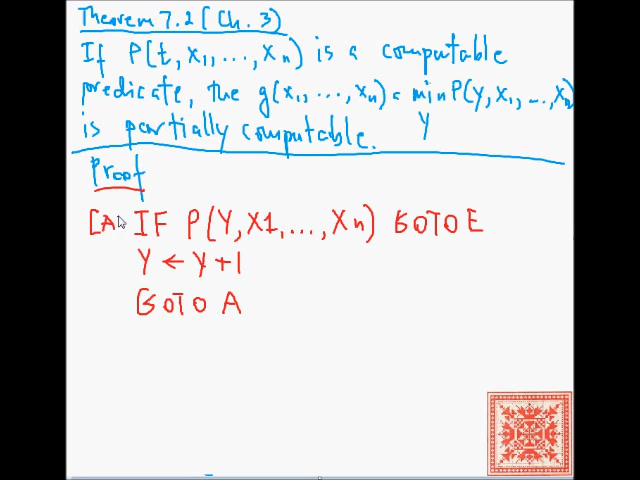 Theorem 7.2 (Ch. 3)
If P(t, x₁, ..., xₙ) is a computable
predicate, the g(x₁, ..., xₙ) = min P(Y, x₁, ..., xₙ)
is partially computable. Y
Proof
[A] IF P(Y, X1, ..., Xn) GOTO E
Y ← Y + 1
GOTO A